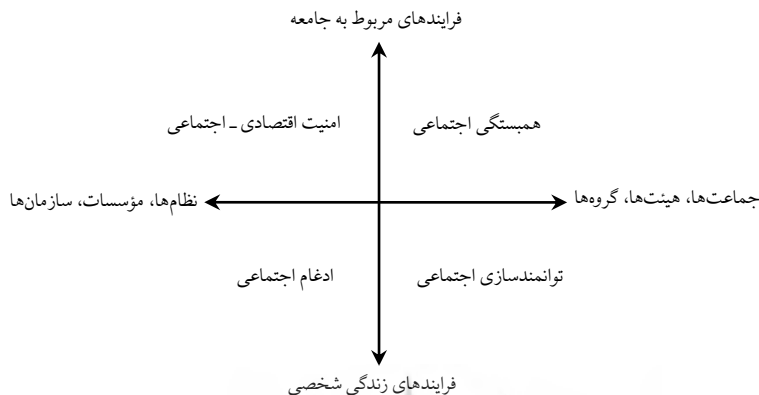 فرایندهای مربوط به جامعه
همبستگی اجتماعی
امنیت اقتصادی ـ اجتماعی
جماعت‌ها، هیئت‌ها، گروه‌ها
نظام‌ها، مؤسسات، سازمان‌ها
توانمندسازی اجتماعی
ادغام اجتماعی
فرایندهای زندگی شخصی